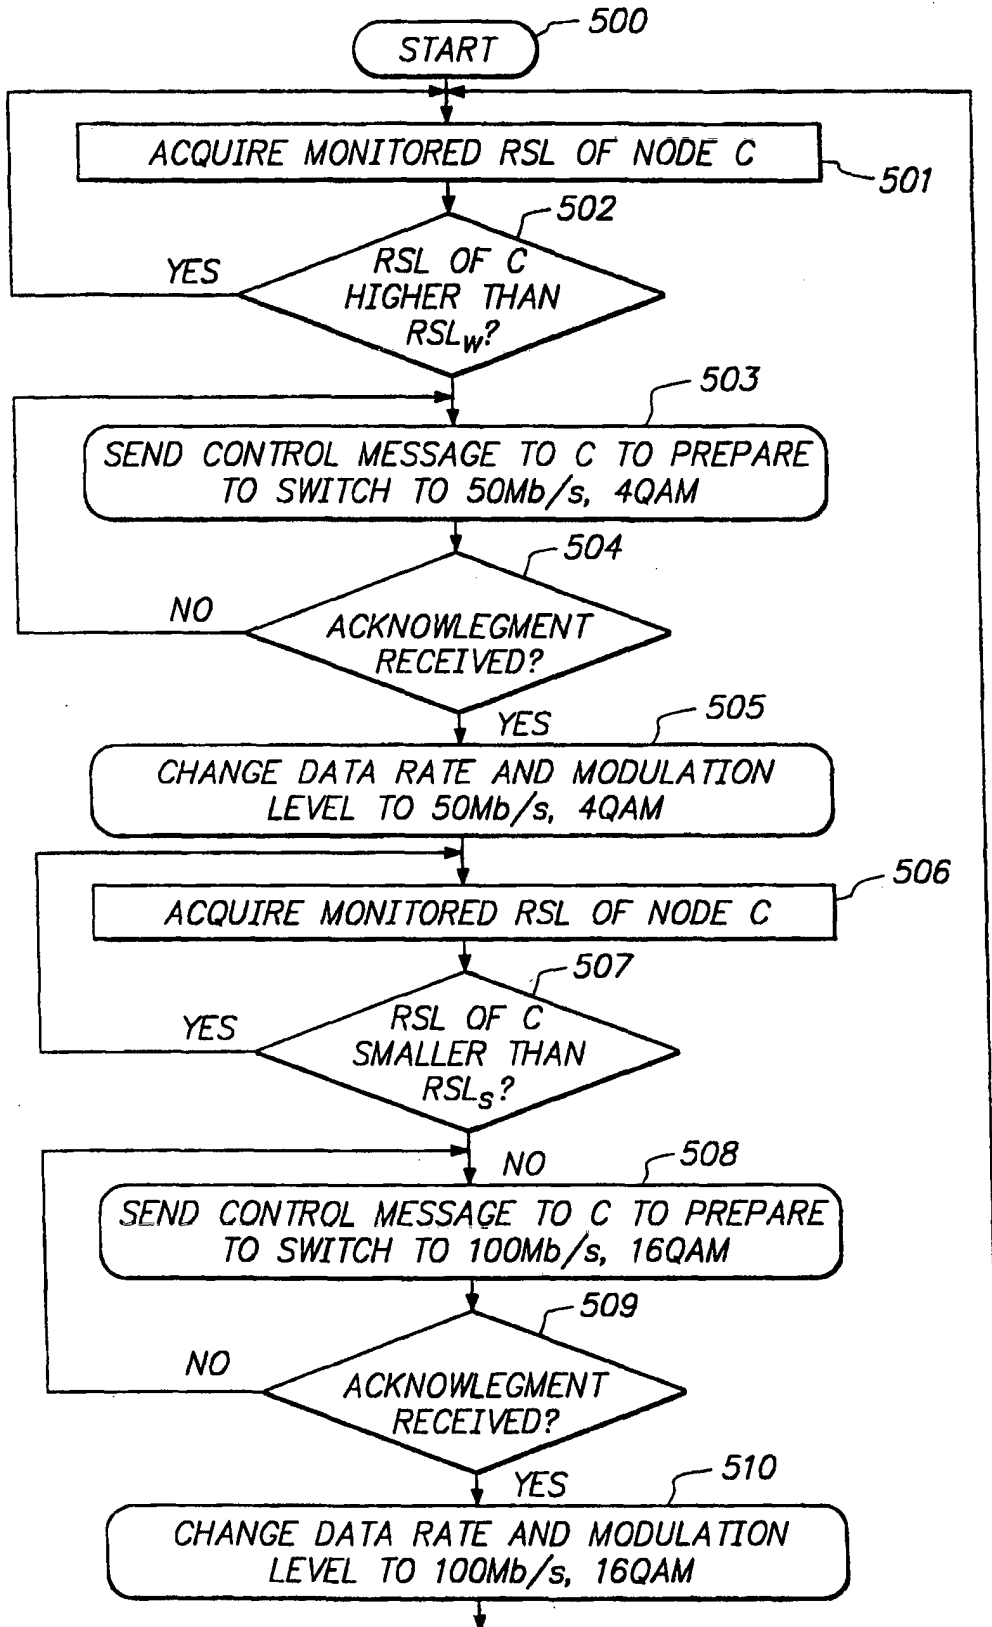 START
500
ACQUIRE MONITORED RSL OF NODE C
501
502
RSL OF C
HIGHER THAN
RSLw?
YES
503
SEND CONTROL MESSAGE TO C TO PREPARE
TO SWITCH TO 50Mb/s, 4QAM
504
NO
ACKNOWLEGMENT
RECEIVED?
YES
505
CHANGE DATA RATE AND MODULATION
LEVEL TO 50Mb/s, 4QAM
506
ACQUIRE MONITORED RSL OF NODE C
507
RSL OF C
SMALLER THAN
RSLs?
YES
NO
508
SEND CONTROL MESSAGE TO C TO PREPARE
TO SWITCH TO 100Mb/s, 16QAM
509
NO
ACKNOWLEGMENT
RECEIVED?
YES
510
CHANGE DATA RATE AND MODULATION
LEVEL TO 100Mb/s, 16QAM